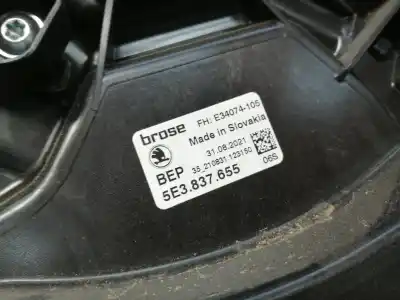 brose FH: E34074-105
Made in Slovakia
31.08.2021
BEP 35_210831.123150
5E3.837.655 06S